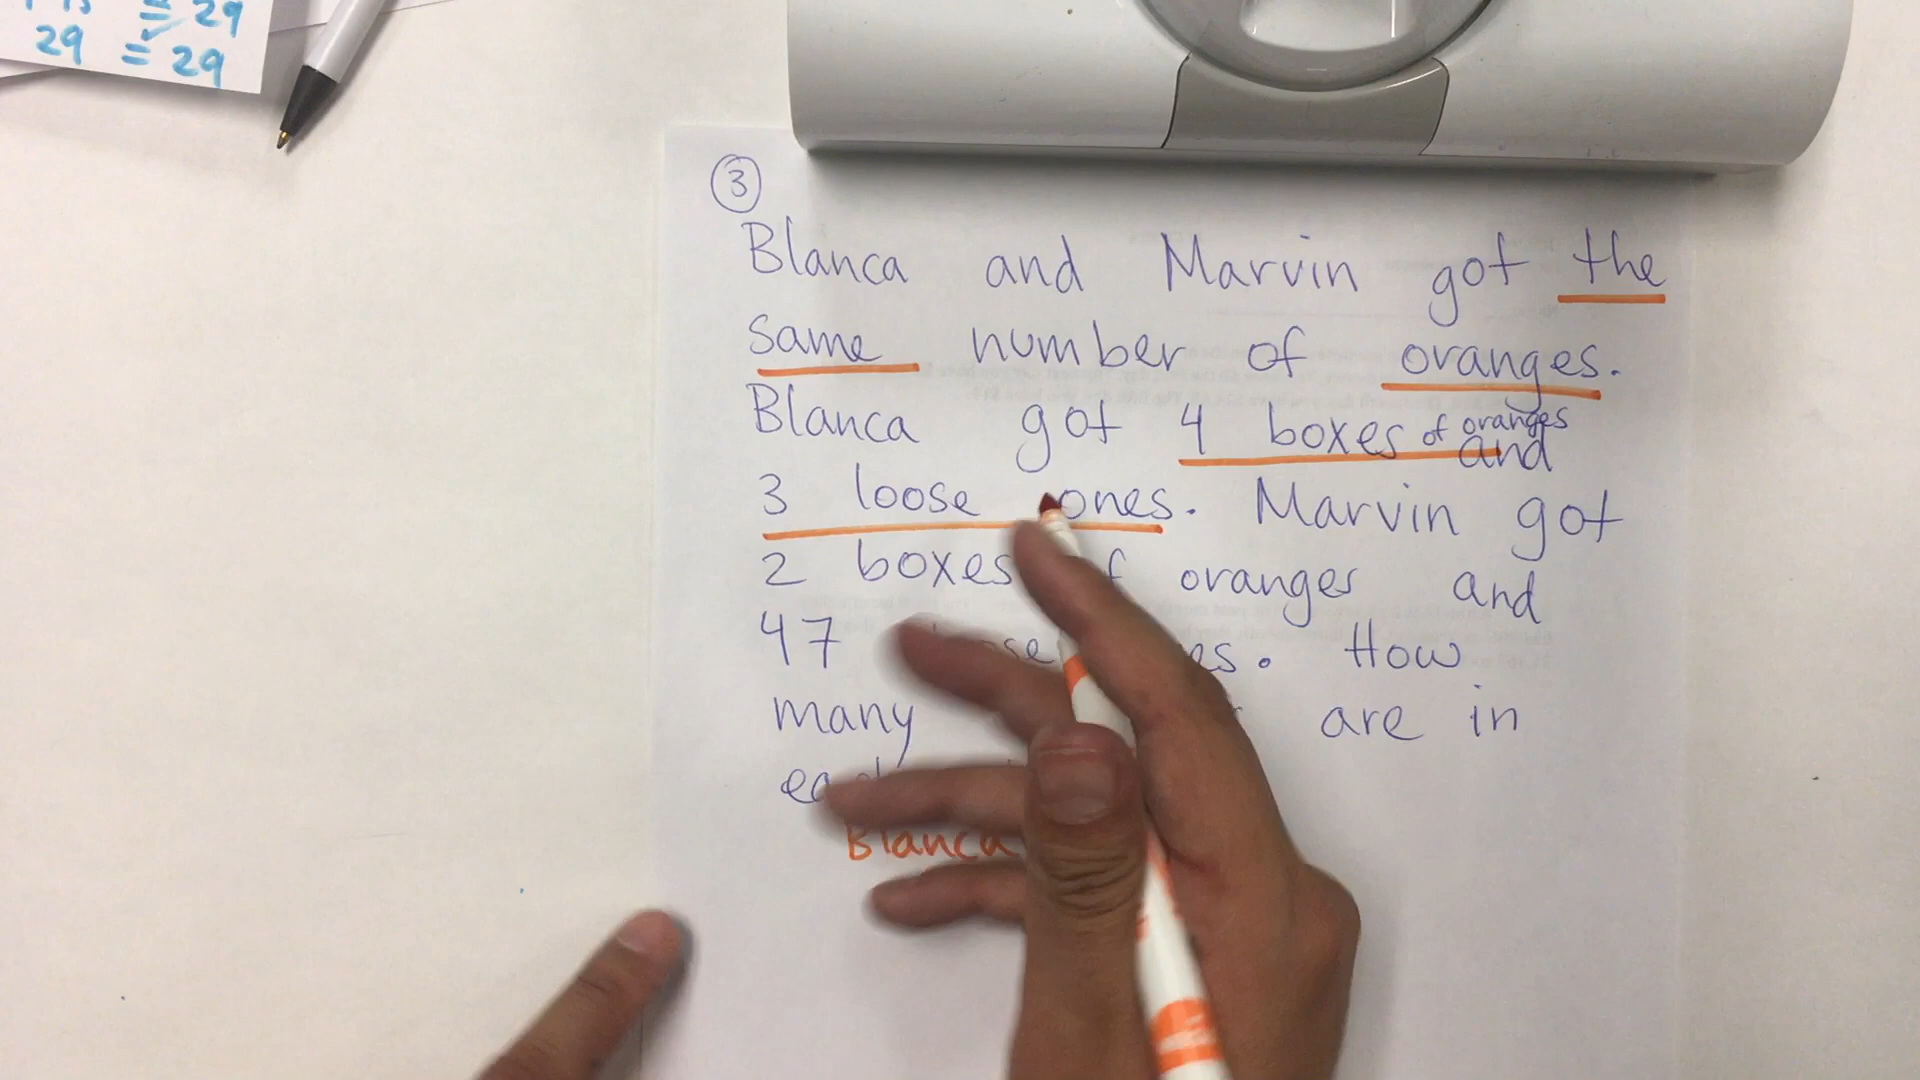 = 29
29 = 29
3
Blanca and Marvin got the
same number of oranges.
Blanca got 4 boxes of oranges and
3 loose ones. Marvin got
2 boxes oranges and
47 How
many are in
Blanca